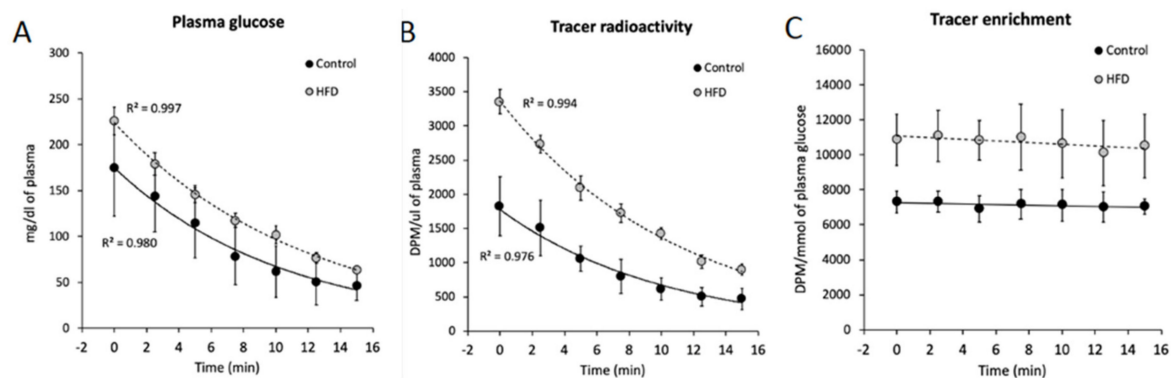 A
Plasma glucose
mg/dl of plasma
300
250
200
150
100
50
0
R² = 0.997
R² = 0.980
Control
HFD
-2 0 2 4 6 8 10 12 14 16
Time (min)
B
Tracer radioactivity
DPM/ul of plasma
4000
3500
3000
2500
2000
1500
1000
500
0
R² = 0.994
R² = 0.976
Control
HFD
-2 0 2 4 6 8 10 12 14 16
Time (min)
C
Tracer enrichment
DPM/mmol of plasma glucose
16000
14000
12000
10000
8000
6000
4000
2000
0
Control
HFD
-2 0 2 4 6 8 10 12 14 16
Time (min)